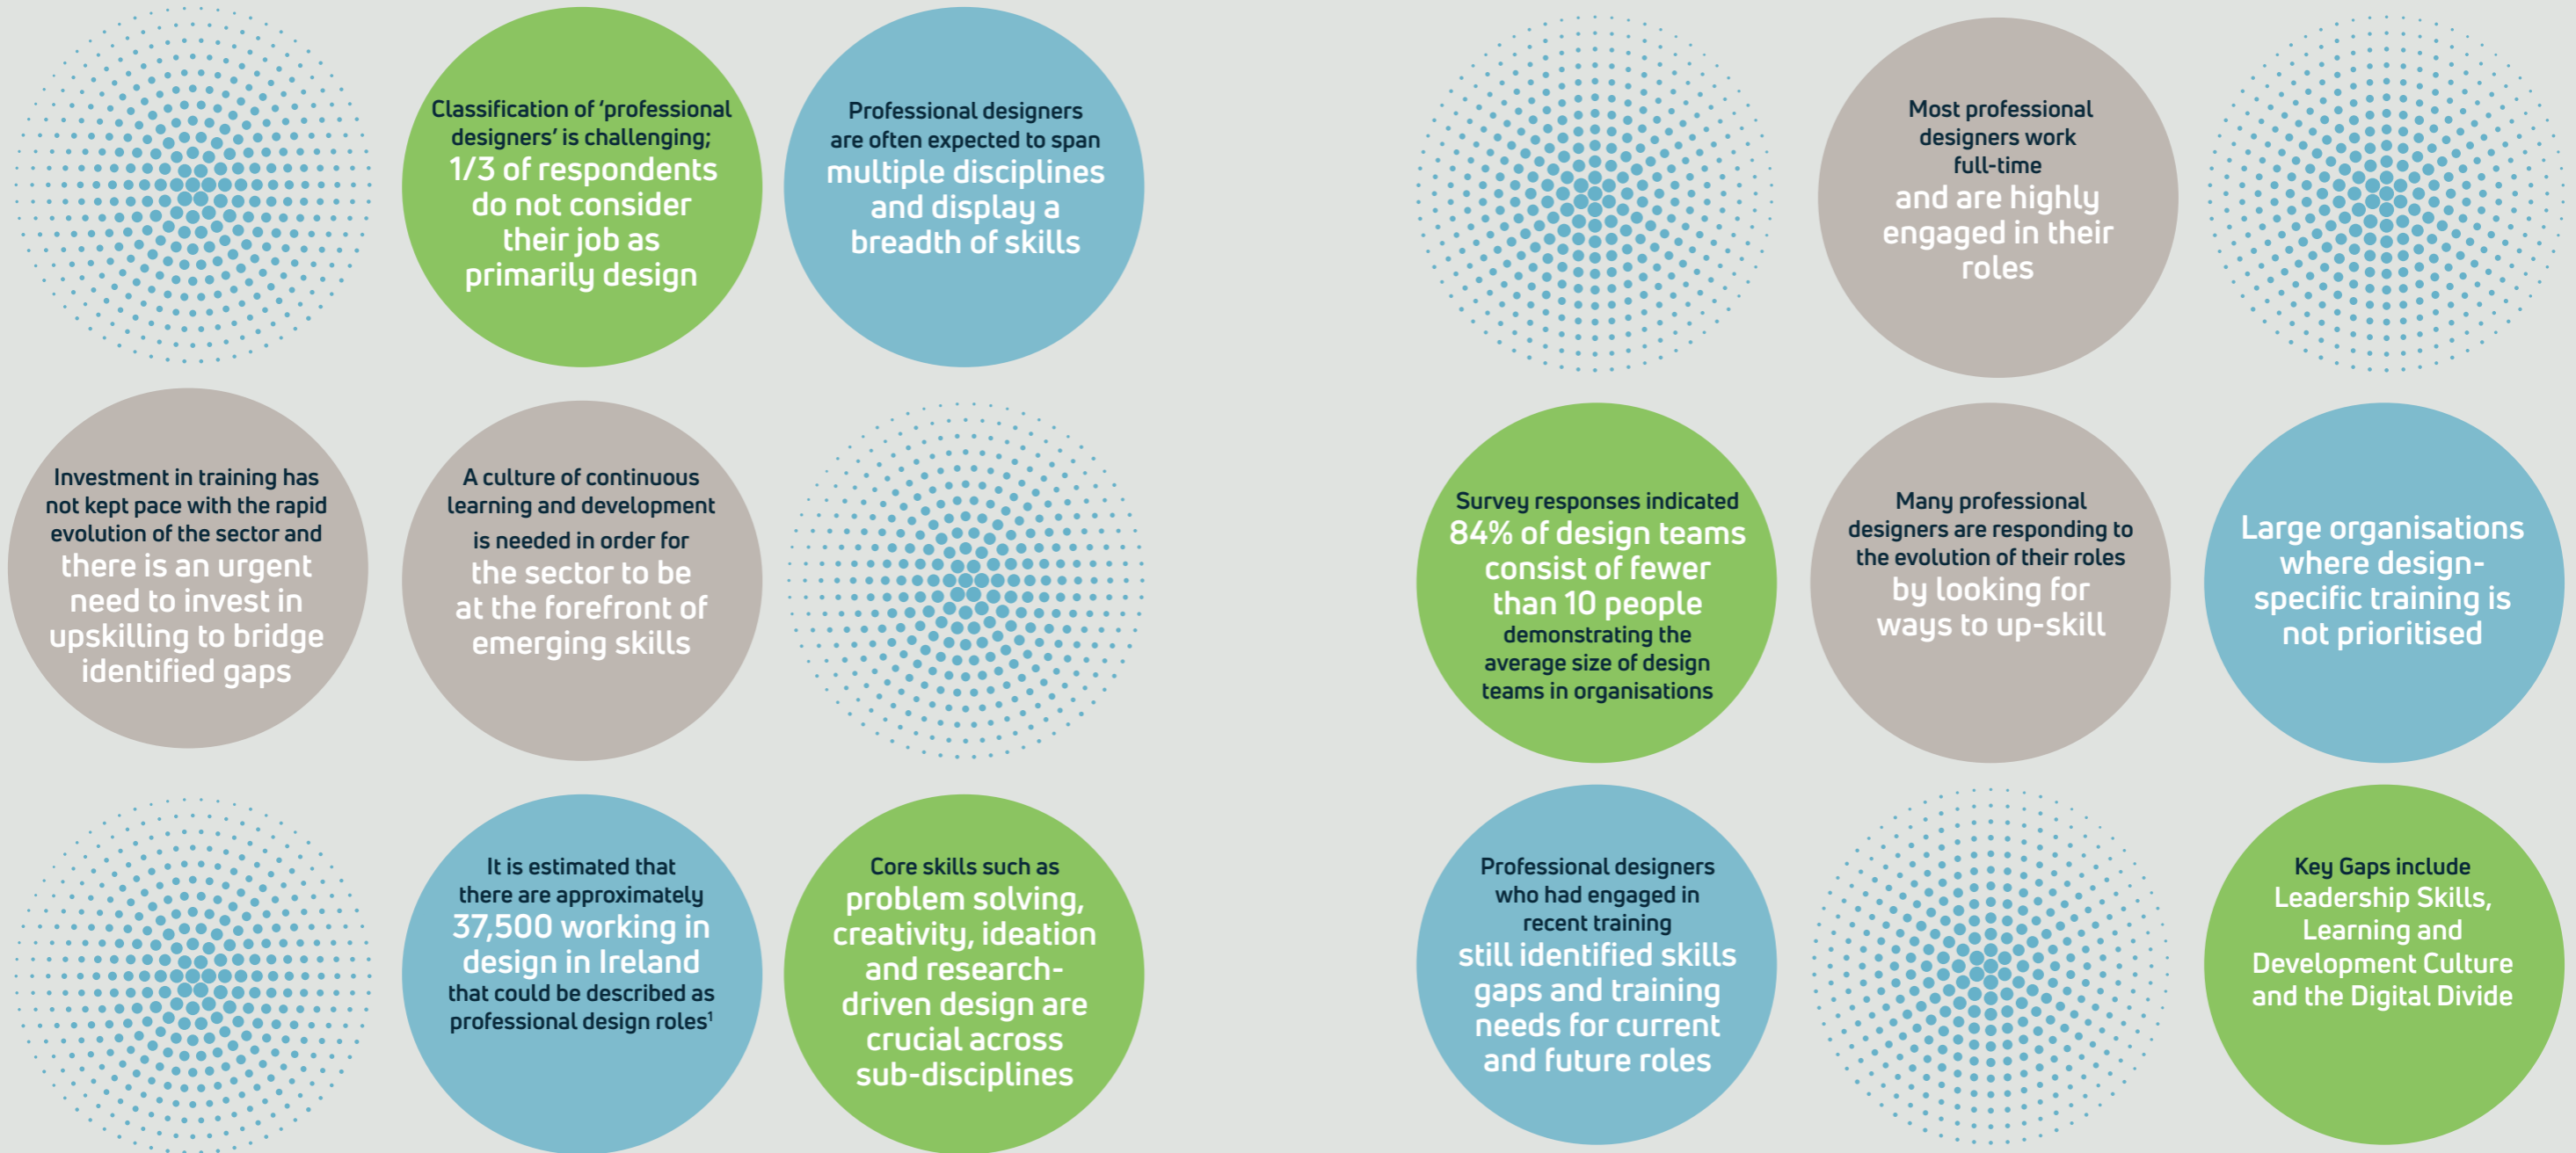 Classification of ‘professional
designers’ is challenging;
1/3 of respondents
do not consider
their job as
primarily design
Professional designers
are often expected to span
multiple disciplines
and display a
breadth of skills
Most professional
designers work
full-time
and are highly
engaged in their
roles
Investment in training has
not kept pace with the rapid
evolution of the sector and
there is an urgent
need to invest in
upskilling to bridge
identified gaps
A culture of continuous
learning and development
is needed in order for
the sector to be
at the forefront of
emerging skills
Survey responses indicated
84% of design teams
consist of fewer
than 10 people
demonstrating the
average size of design
teams in organisations
Many professional
designers are responding to
the evolution of their roles
by looking for
ways to up-skill
Large organisations
where design-
specific training is
not prioritised
It is estimated that
there are approximately
37,500 working in
design in Ireland
that could be described as
professional design roles¹
Core skills such as
problem solving,
creativity, ideation
and research-
driven design are
crucial across
sub-disciplines
Professional designers
who had engaged in
recent training
still identified skills
gaps and training
needs for current
and future roles
Key Gaps include
Leadership Skills,
Learning and
Development Culture
and the Digital Divide